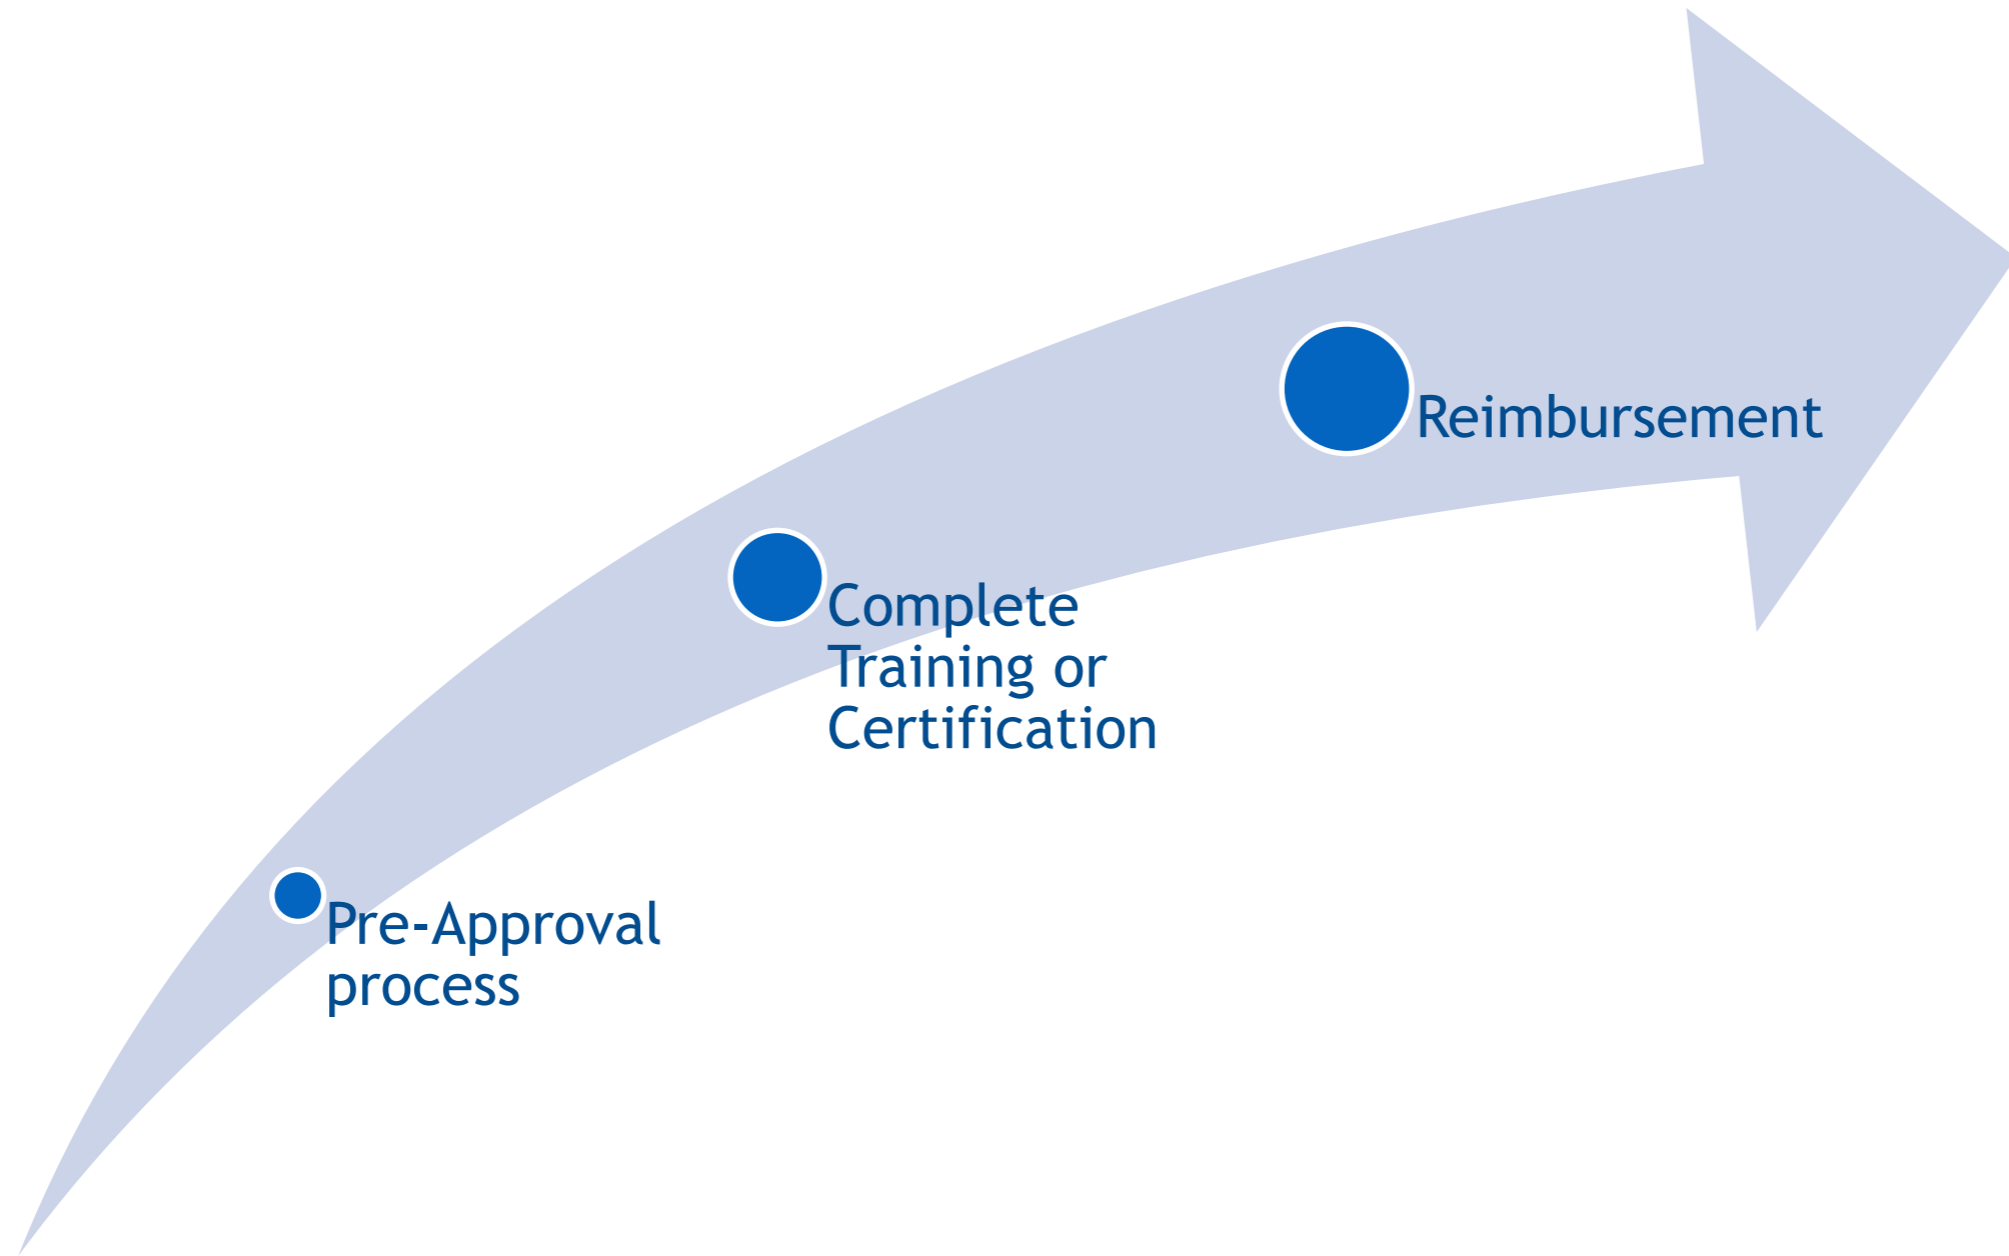 Reimbursement
Complete
Training or
Certification
Pre-Approval
process